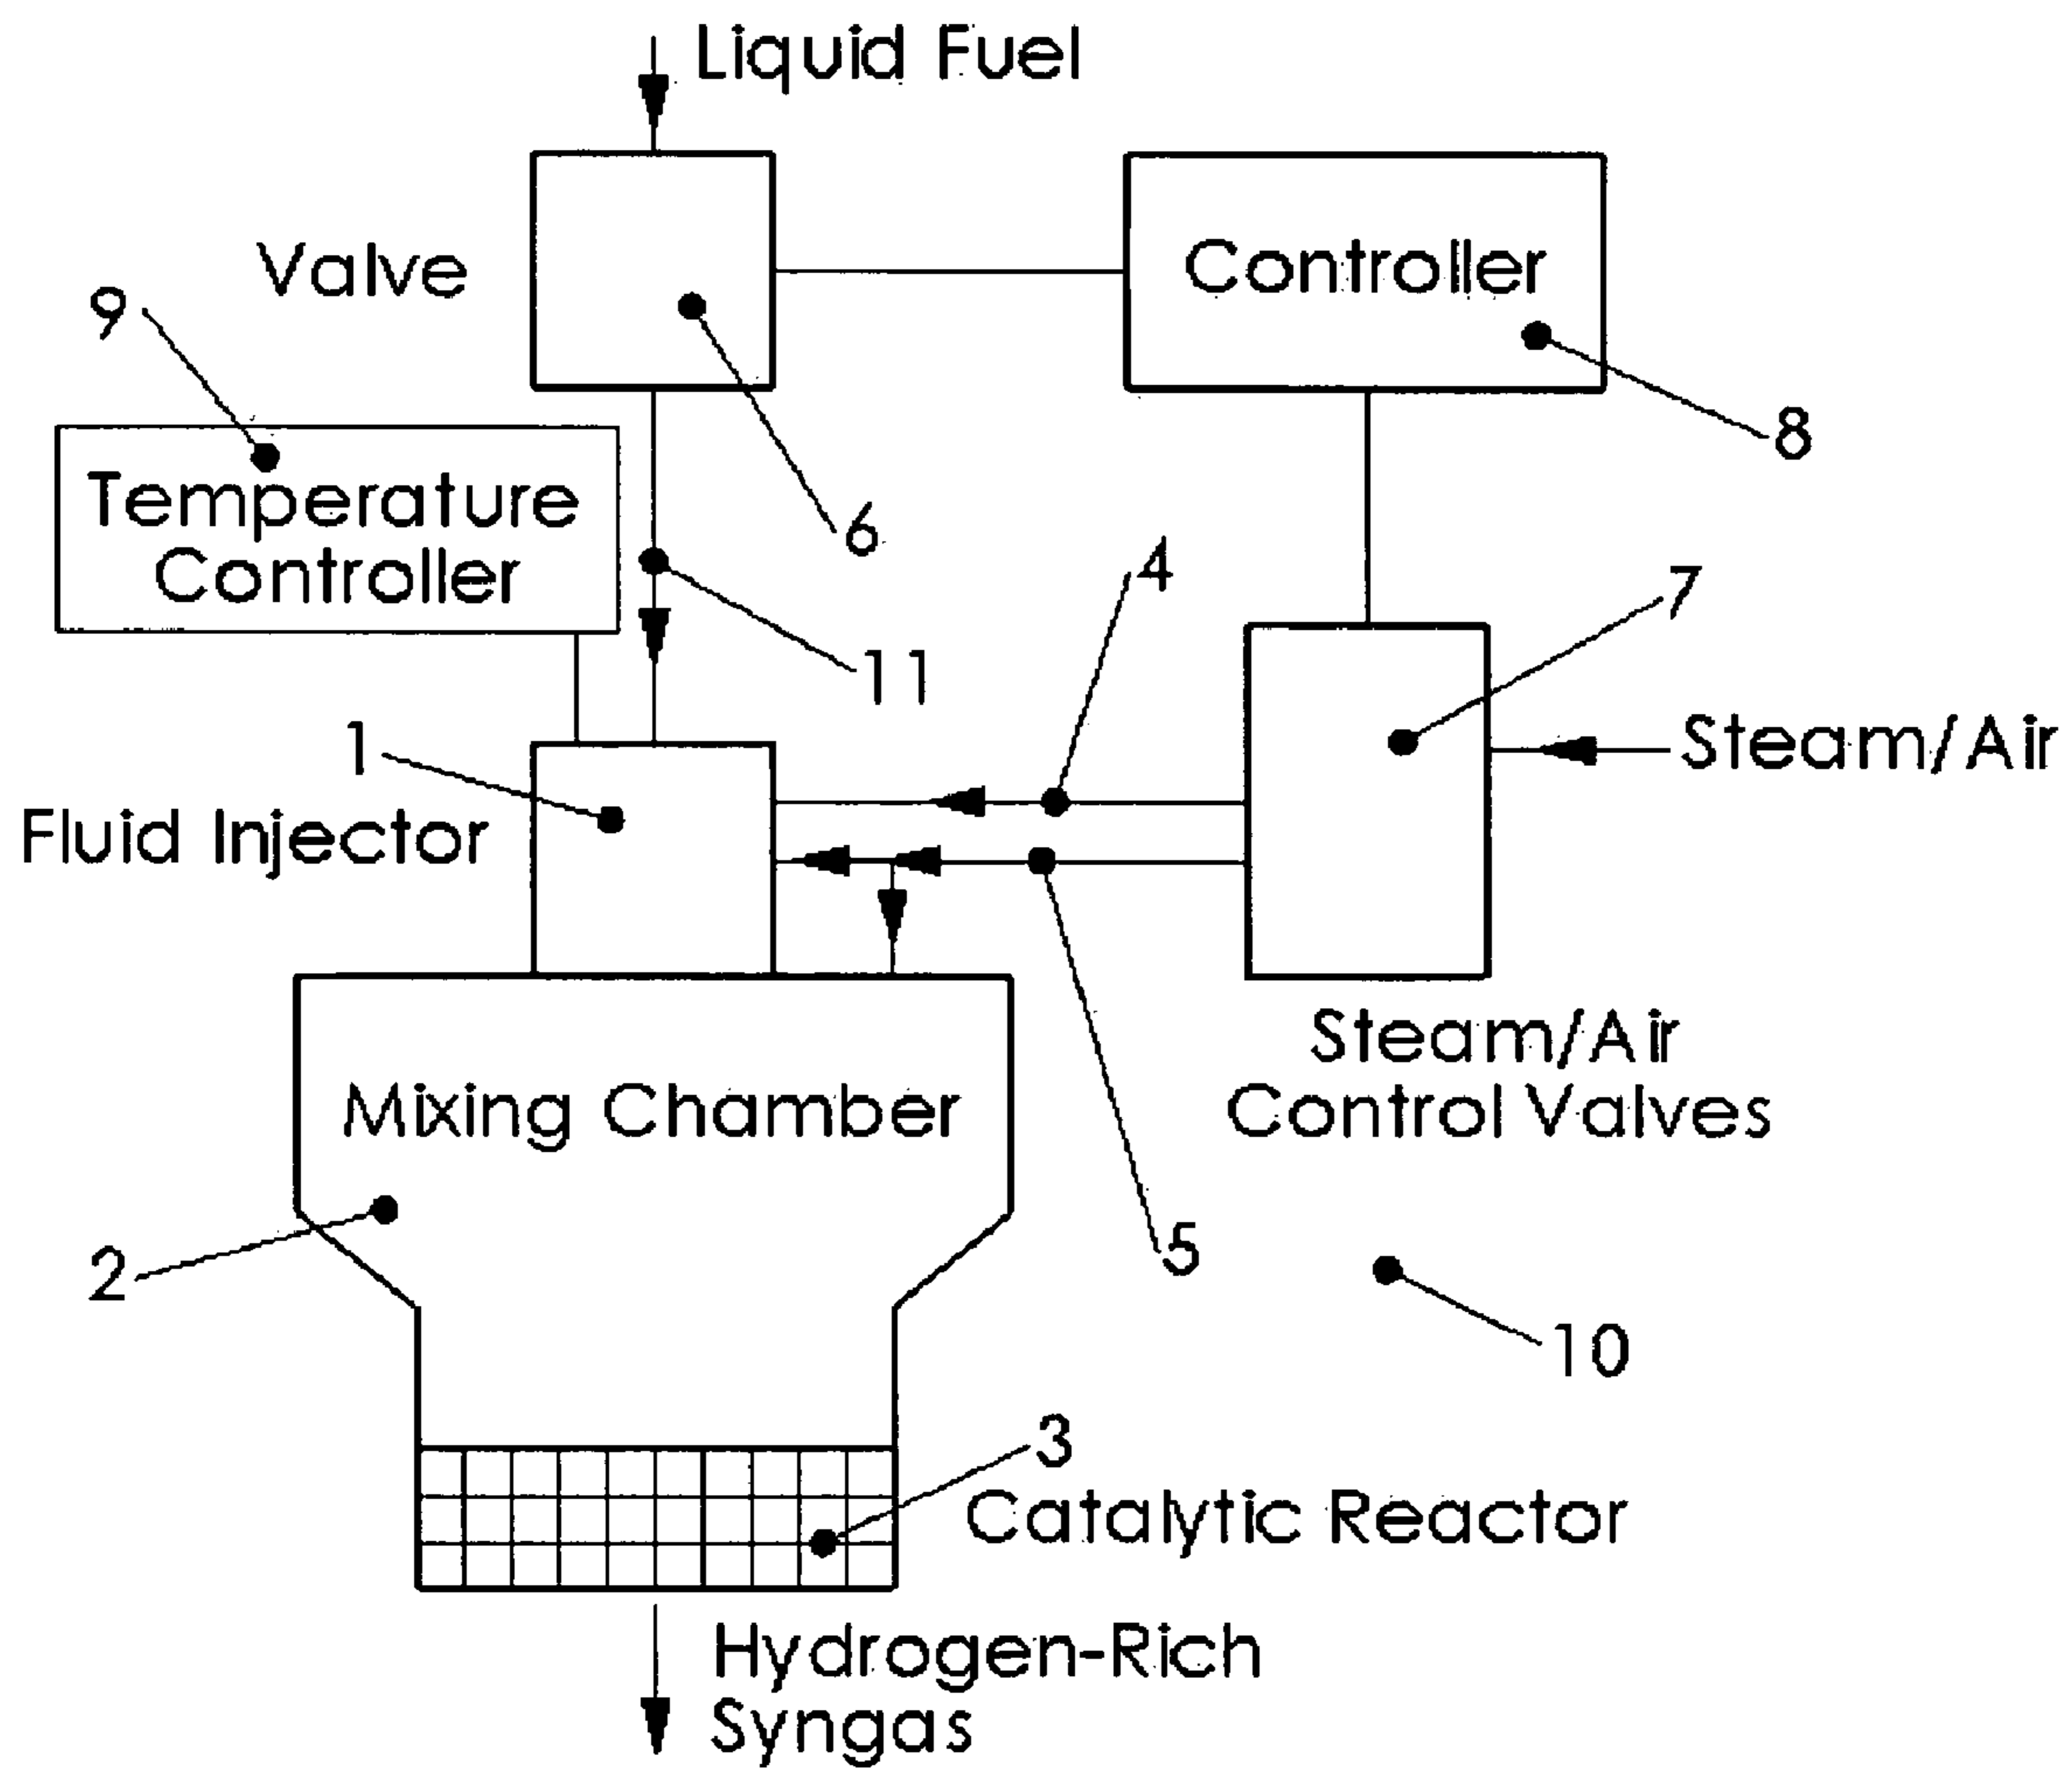 Liquid Fuel
Valve
Controller
9
8
Temperature
Controller
6
4
7
11
1
Steam/Air
Fluid Injector
Steam/Air
Control Valves
Mixing Chamber
5
2
10
3
Catalytic Reactor
Hydrogen-Rich
Syngas